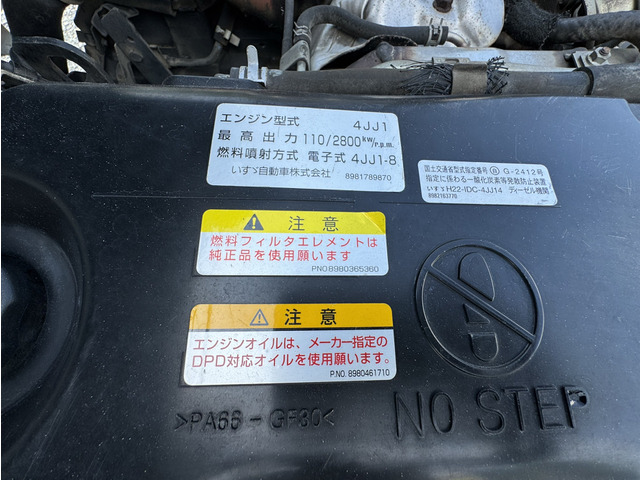 エンジン型式 4JJ1
最高出力 110/2800kW/r.p.m.
燃料噴射方式 電子式 4JJ1-8
いすゞ自動車株式会社 8981789870
国土交通省型式指定番号 Ⓑ G-2412号
指定に係わる一酸化炭素等発散防止装置
いすゞH22-IDC-4JJ14 ディーゼル機関
8982163770
注意
燃料フィルタエレメントは
純正品を使用願います
PNO.8980365360
注意
エンジンオイルは、メーカー指定の
DPD対応オイルを使用願います。
P.NO. 8980461710
>PA66-GF30<
NO STEP